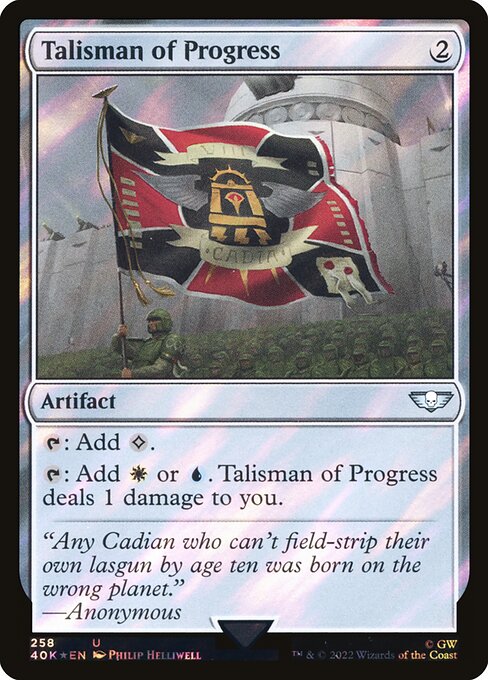 Talisman of Progress 2
VIII
CADIA
Artifact
: Add .
: Add or . Talisman of Progress
deals 1 damage to you.
“Any Cadian who can’t field-strip their
own lasgun by age ten was born on the
wrong planet.”
—Anonymous
258 U
40K★EN Philip Helliwell
© GW
™ & © 2022 Wizards of the Coast